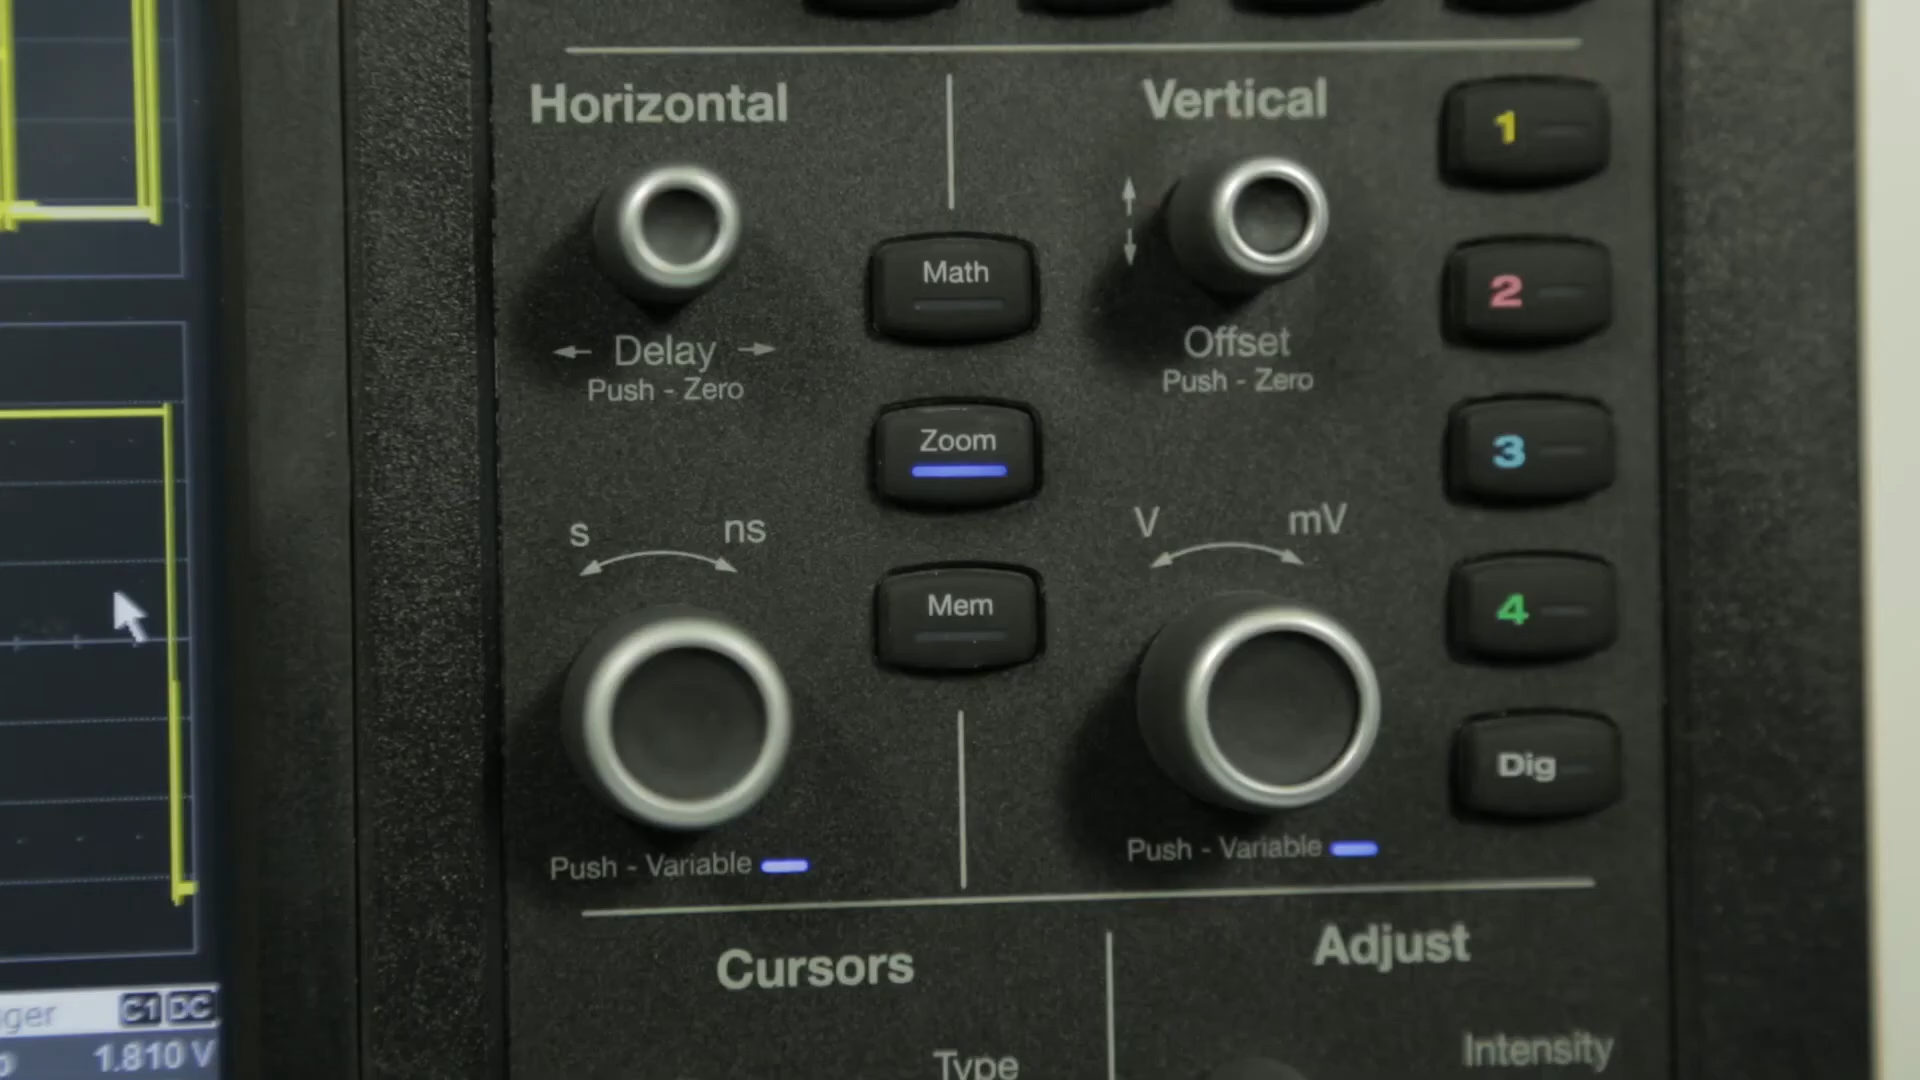 Horizontal
Vertical
1
Math
2
Delay
Push - Zero
Offset
Push - Zero
Zoom
3
s
ns
V
mV
Mem
4
Dig
Push - Variable
Push - Variable
Cursors
Adjust
C1 DC
1.810 V
Type
Intensity